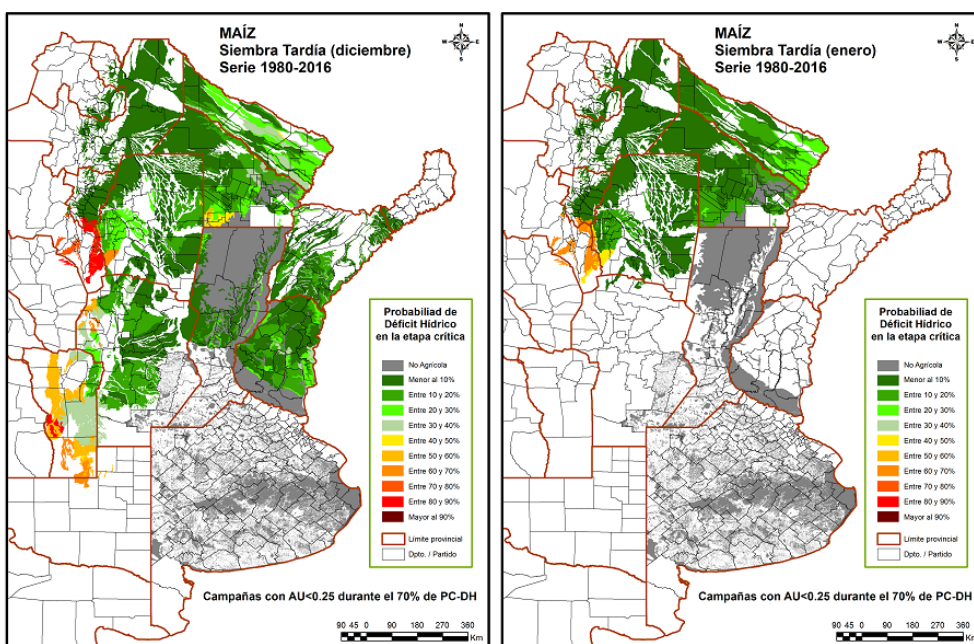 MAÍZ
Siembra Tardía (diciembre)
Serie 1980-2016
N
W
E
S
Probabiliad de
Déficit Hídrico
en la etapa crítica
No Agrícola
Menor al 10%
Entre 10 y 20%
Entre 20 y 30%
Entre 30 y 40%
Entre 40 y 50%
Entre 50 y 60%
Entre 60 y 70%
Entre 70 y 80%
Entre 80 y 90%
Mayor al 90%
Límite provincial
Dpto. / Partido
Campañas con AU<0.25 durante el 70% de PC-DH
90 45 0 90 180 270 360
Km
MAÍZ
Siembra Tardía (enero)
Serie 1980-2016
N
W
E
S
Probabiliad de
Déficit Hídrico
en la etapa crítica
No Agrícola
Menor al 10%
Entre 10 y 20%
Entre 20 y 30%
Entre 30 y 40%
Entre 40 y 50%
Entre 50 y 60%
Entre 60 y 70%
Entre 70 y 80%
Entre 80 y 90%
Mayor al 90%
Límite provincial
Dpto. / Partido
Campañas con AU<0.25 durante el 70% de PC-DH
90 45 0 90 180 270 360
Km